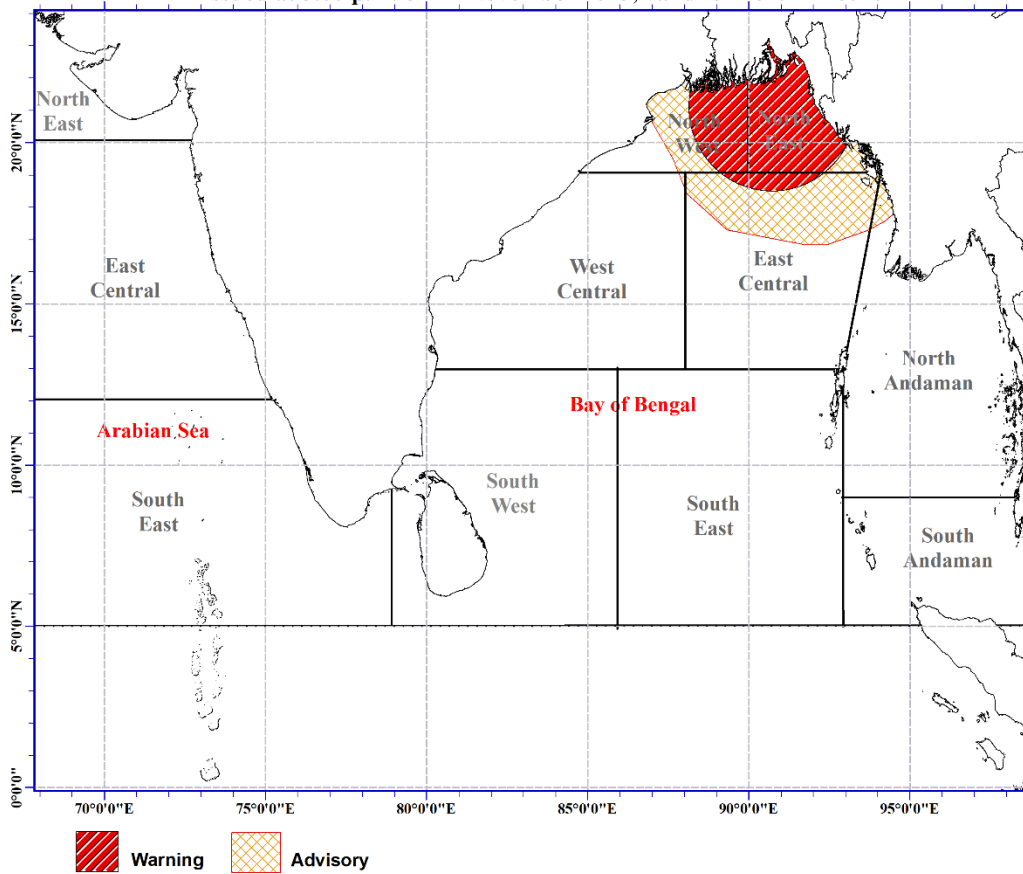 North
East
North
West
North
East
20°0'0"N
East
Central
West
Central
East
Central
15°0'0"N
North
Andaman
Bay of Bengal
Arabian Sea
10°0'0"N
South
East
South
West
South
East
South
Andaman
5°0'0"N
0°0'0"
70°0'0"E
75°0'0"E
80°0'0"E
85°0'0"E
90°0'0"E
95°0'0"E
Warning
Advisory